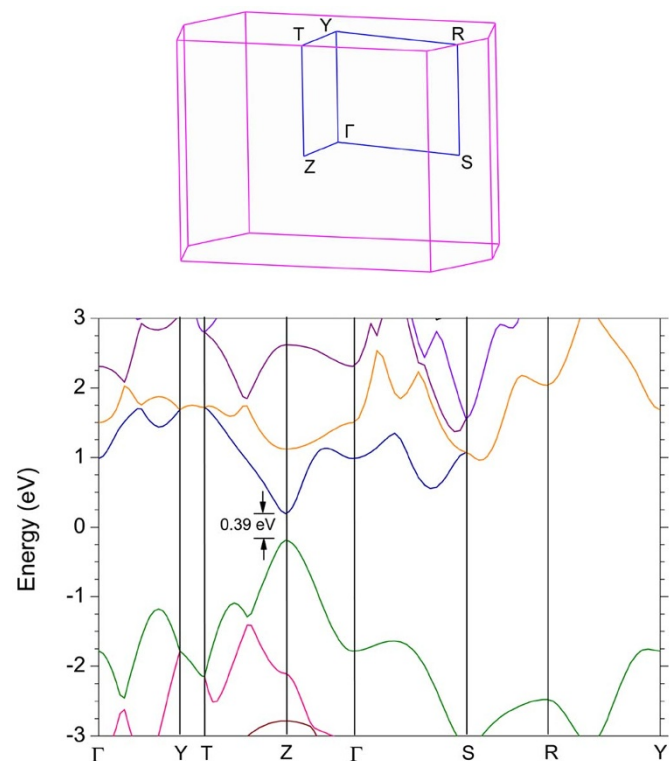 T Y R
Γ
Z S
3
2
1
0
-1
-2
-3
Energy (eV)
0.39 eV
Γ Y T Z Γ S R Y